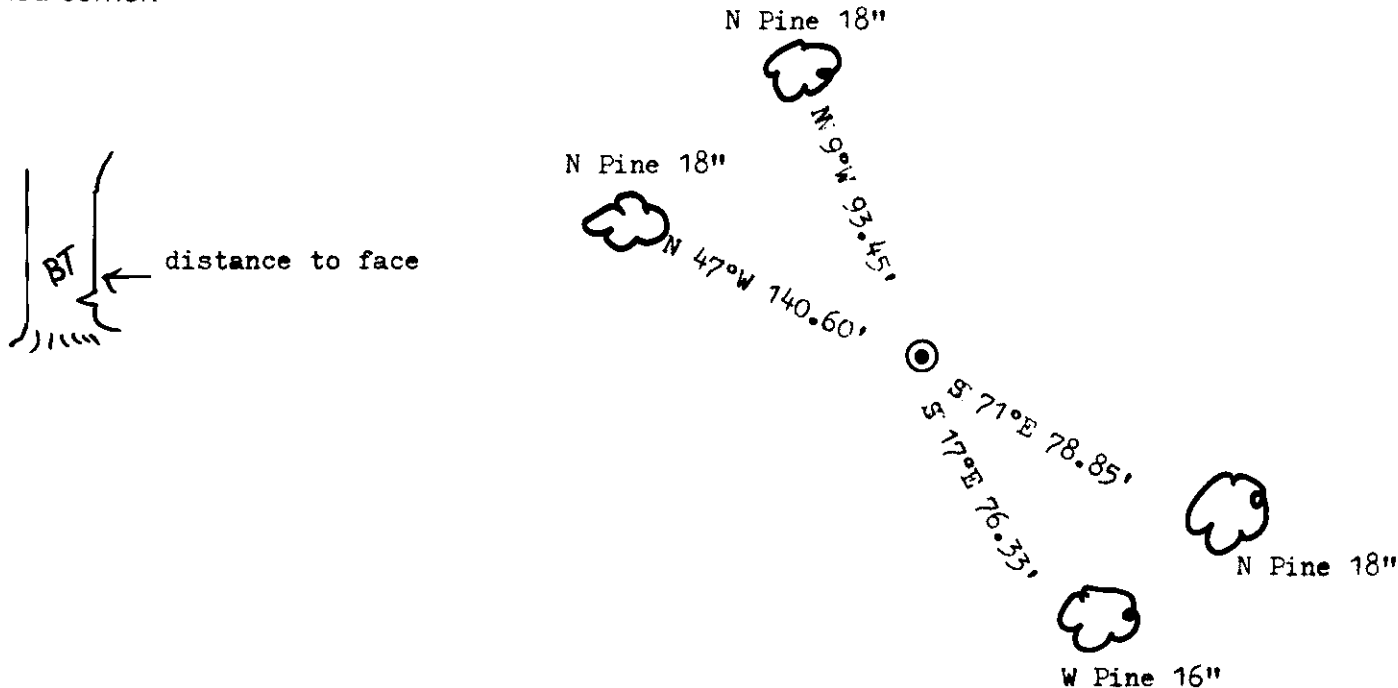 N Pine 18"
N 9°W 93.45'
N Pine 18"
N 47°W 140.60'
BT
distance to face
S 71°E 78.85'
S 17°E 76.33'
N Pine 18"
W Pine 16"